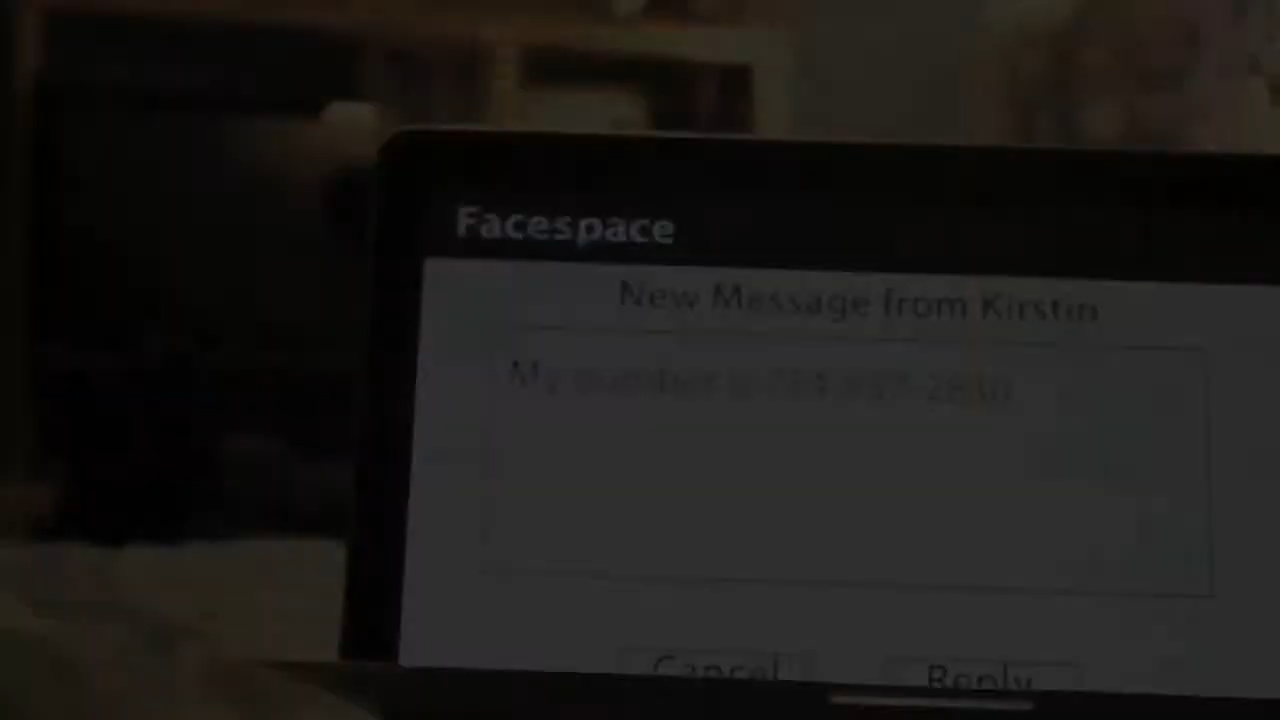 Facespace
New Message from Kirstin
My number is
Cancel
Reply